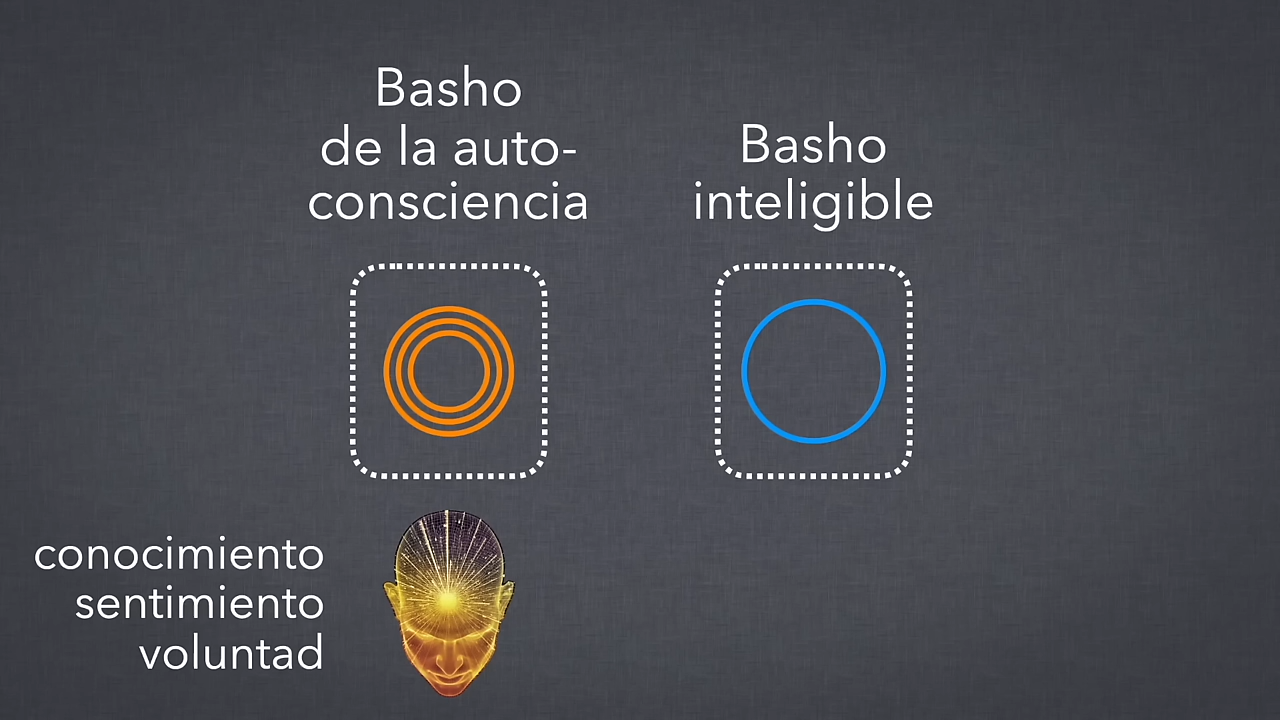 Basho
de la auto-
consciencia
Basho
inteligible
conocimiento
sentimiento
voluntad